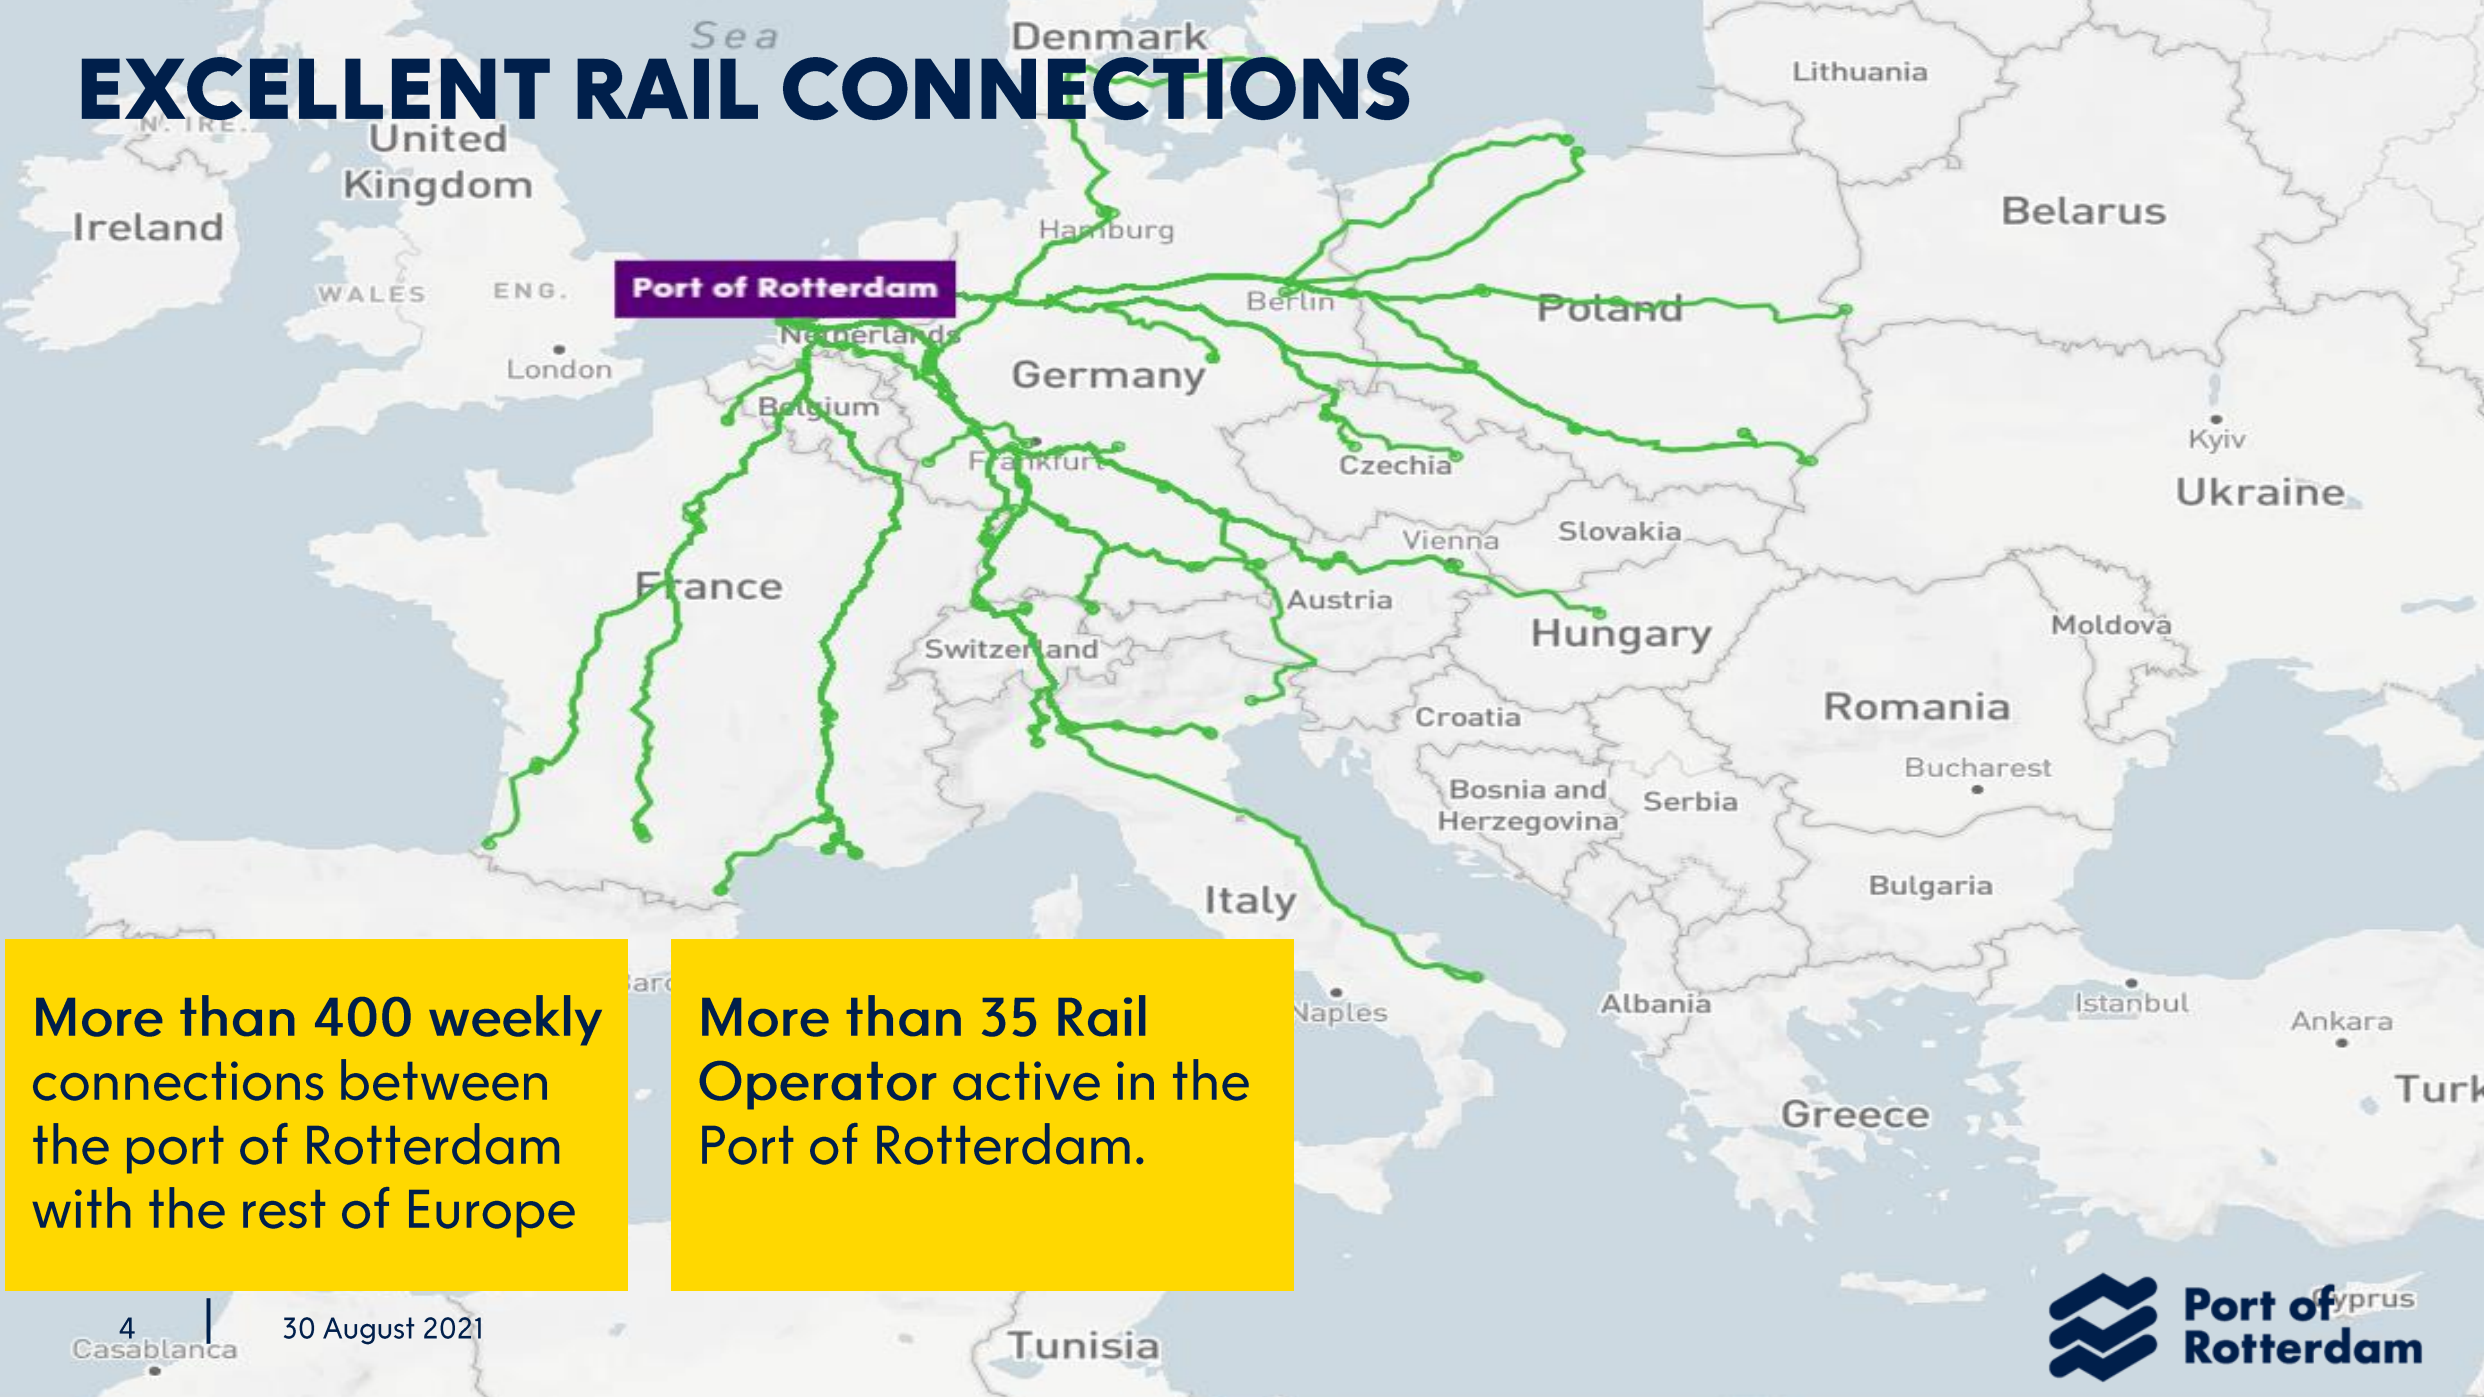 Sea
Denmark
EXCELLENT RAIL CONNECTIONS
Lithuania
N. IRE.
United
Kingdom
Ireland
Belarus
Hamburg
WALES
ENG.
Port of Rotterdam
Berlin
Poland
Netherlands
London
Germany
Belgium
Kyiv
Frankfurt
Czechia
Ukraine
Slovakia
Vienna
France
Austria
Moldova
Hungary
Switzerland
Romania
Croatia
Bucharest
Bosnia and
Herzegovina
Serbia
Bulgaria
Italy
Naples
Albania
Istanbul
Ankara
Turk
Greece
More than 400 weekly
connections between
the port of Rotterdam
with the rest of Europe
More than 35 Rail
Operator active in the
Port of Rotterdam.
4
30 August 2021
Casablanca
Tunisia
Cyprus
Port of
Rotterdam